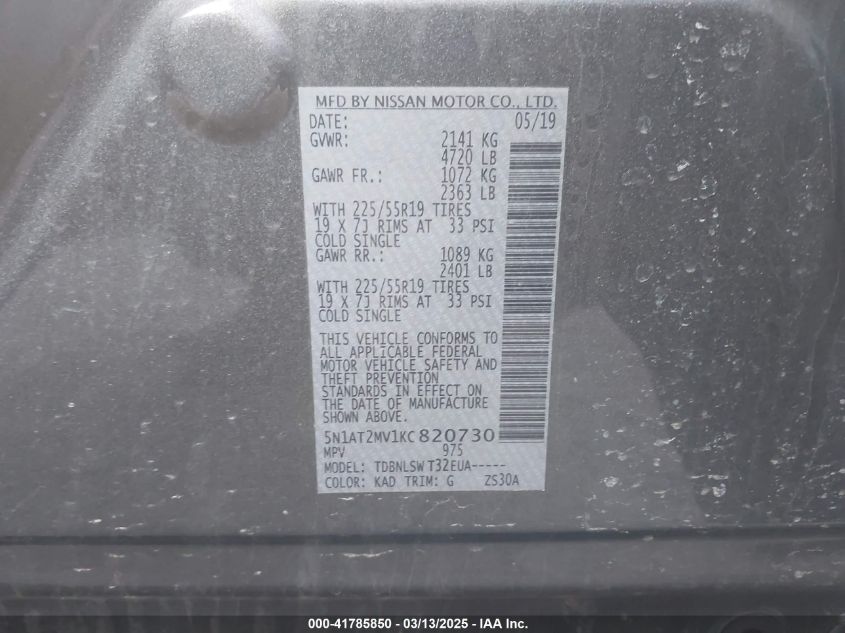 MFD BY NISSAN MOTOR CO., LTD.
DATE: 05/19
GVWR: 2141 KG
4720 LB
GAWR FR.: 1072 KG
2363 LB
WITH 225/55R19 TIRES
19 X 7J RIMS AT 33 PSI
COLD SINGLE
GAWR RR.: 1089 KG
2401 LB
WITH 225/55R19 TIRES
19 X 7J RIMS AT 33 PSI
COLD SINGLE
THIS VEHICLE CONFORMS TO
ALL APPLICABLE FEDERAL
MOTOR VEHICLE SAFETY AND
THEFT PREVENTION
STANDARDS IN EFFECT ON
THE DATE OF MANUFACTURE
SHOWN ABOVE.
5N1AT2MV1KC820730
MPV 975
MODEL: TDBNLSW T32EUA-----
COLOR: KAD TRIM: G ZS30A
000-41785850 - 03/13/2025 - IAA Inc.